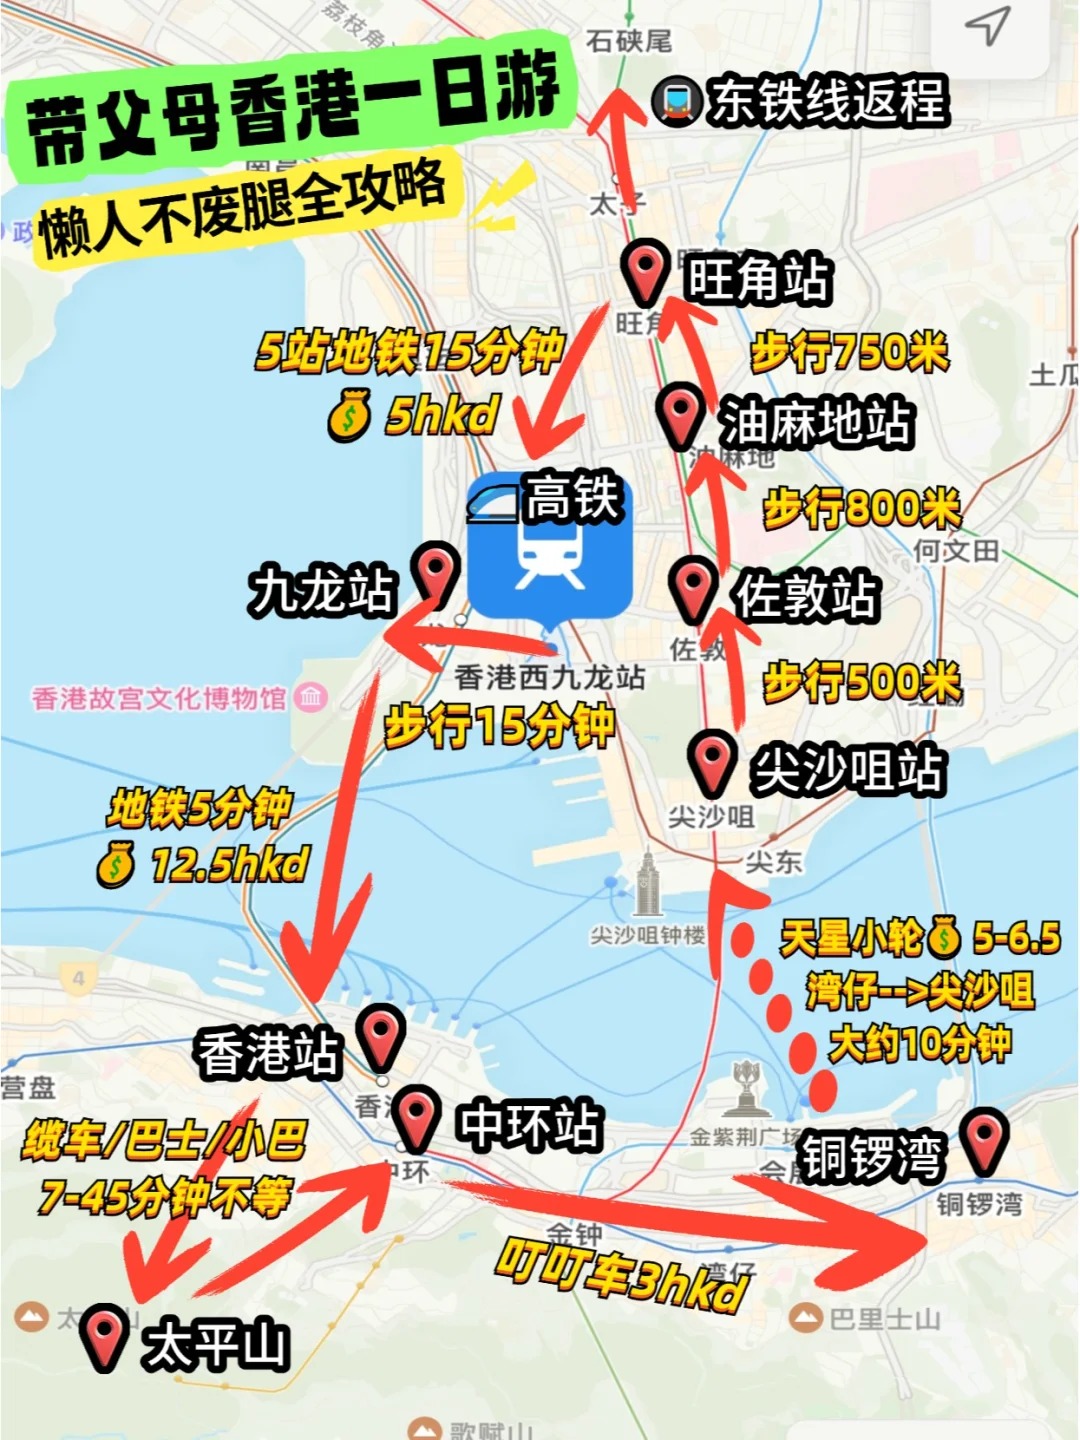 石硤尾
东铁线返程
带父母香港一日游
懒人不废腿全攻略
太子
旺角站
旺角
5站地铁15分钟
5hkd
步行750米
土瓜
油麻地站
油麻地
高铁
步行800米
何文田
九龙站
佐敦站
佐敦
香港西九龙站
香港故宫文化博物馆
步行500米
步行15分钟
尖沙咀站
尖沙咀
地铁5分钟
12.5hkd
尖东
尖沙咀钟楼
天星小轮 5-6.5
湾仔-->尖沙咀
大约10分钟
4
香港站
营盘
中环站
中环
金紫荆广场
铜锣湾
铜锣湾
缆车/巴士/小巴
7-45分钟不等
金钟
湾仔
叮叮车3hkd
太平山
巴里士山
歌赋山